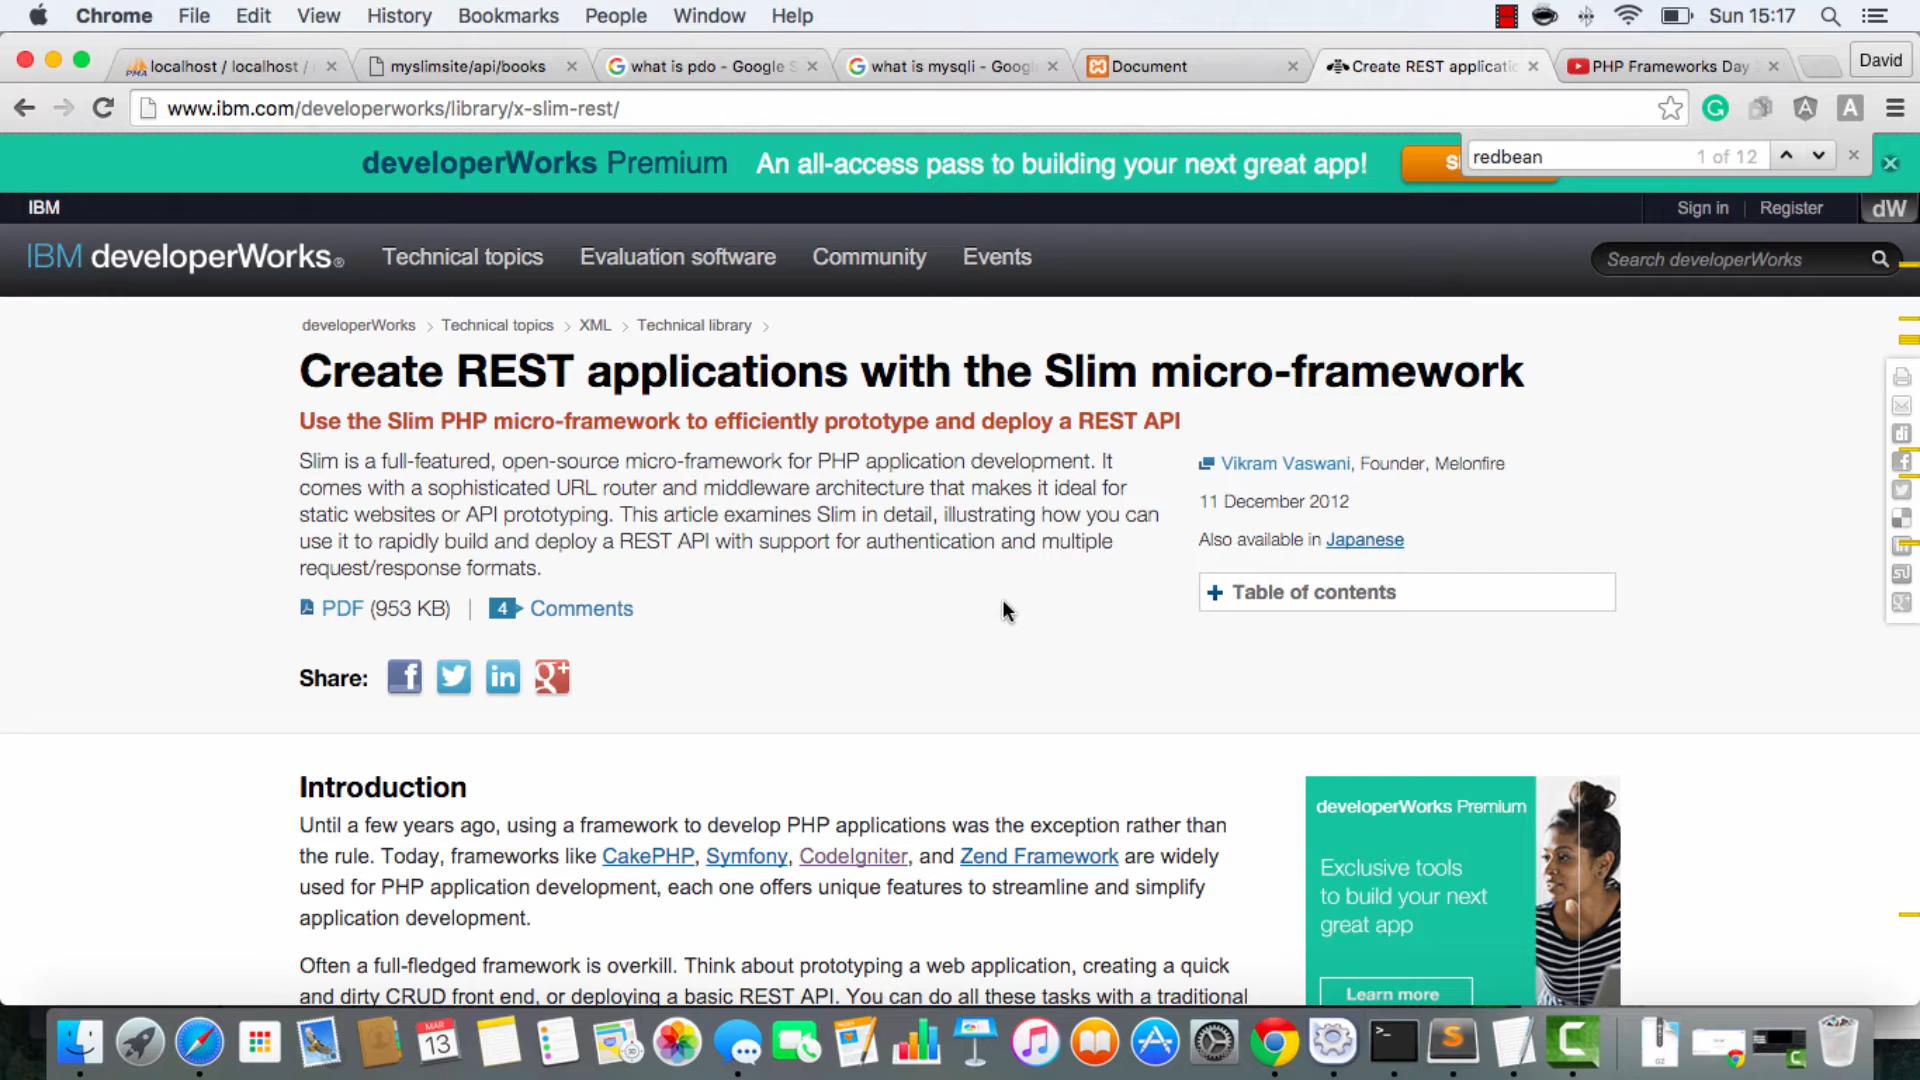 Chrome File Edit View History Bookmarks People Window Help Sun 15:17
localhost / localhost / myslimsite/api/books what is pdo - Google S what is mysqli - Googl Document Create REST applicatic PHP Frameworks Day David
www.ibm.com/developerworks/library/x-slim-rest/
developerWorks Premium An all-access pass to building your next great app!
redbean 1 of 12
IBM Sign in Register dW
IBM developerWorks® Technical topics Evaluation software Community Events Search developerWorks
developerWorks > Technical topics > XML > Technical library >
Create REST applications with the Slim micro-framework
Use the Slim PHP micro-framework to efficiently prototype and deploy a REST API
Slim is a full-featured, open-source micro-framework for PHP application development. It
comes with a sophisticated URL router and middleware architecture that makes it ideal for
static websites or API prototyping. This article examines Slim in detail, illustrating how you can
use it to rapidly build and deploy a REST API with support for authentication and multiple
request/response formats.
Vikram Vaswani, Founder, Melonfire
11 December 2012
Also available in Japanese
+ Table of contents
PDF (953 KB) | 4 Comments
Share: f in g+
Introduction
Until a few years ago, using a framework to develop PHP applications was the exception rather than
the rule. Today, frameworks like CakePHP, Symfony, CodeIgniter, and Zend Framework are widely
used for PHP application development, each one offers unique features to streamline and simplify
application development.
Often a full-fledged framework is overkill. Think about prototyping a web application, creating a quick
and dirty CRUD front end, or deploying a basic REST API. You can do all these tasks with a traditional
developerWorks Premium
Exclusive tools
to build your next
great app
Learn more
MAR
13